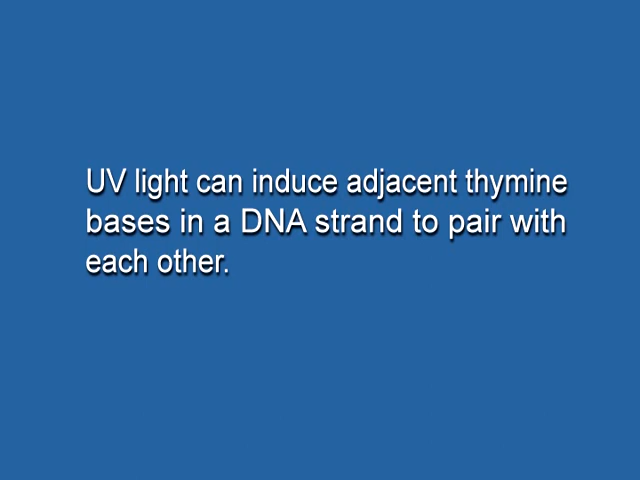 UV light can induce adjacent thymine
bases in a DNA strand to pair with
each other.